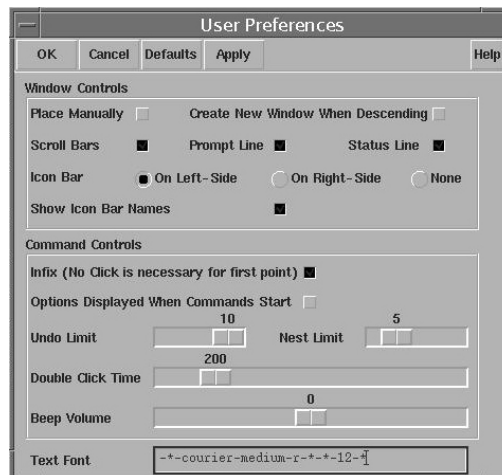 User Preferences
OK Cancel Defaults Apply Help
Window Controls
Place Manually Create New Window When Descending
Scroll Bars Prompt Line Status Line
Icon Bar On Left-Side On Right-Side None
Show Icon Bar Names
Command Controls
Infix (No Click is necessary for first point)
Options Displayed When Commands Start
10 5
Undo Limit Nest Limit
200
Double Click Time
0
Beep Volume
Text Font -*-courier-medium-r-*-*-12-*